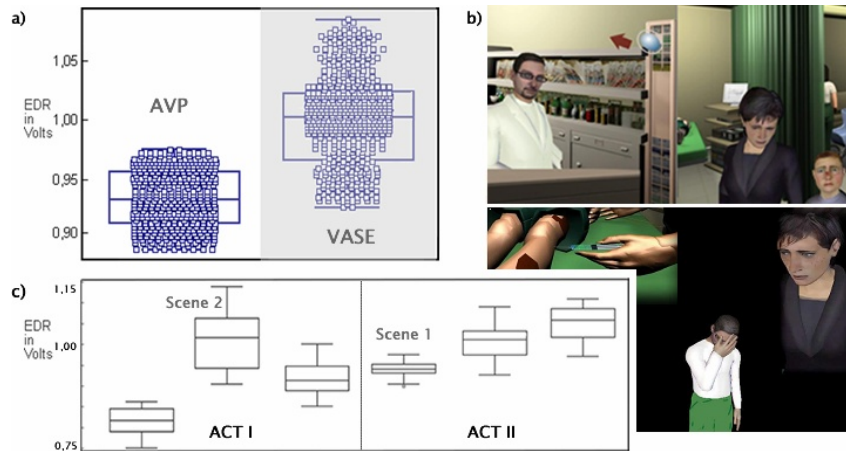 a)
1,05
EDR
in
Volts
1,00
0,95
0,90
AVP
VASE
b)
c)
1,15
EDR
in
Volts
1,00
0,75
Scene 2
Scene 1
ACT I
ACT II